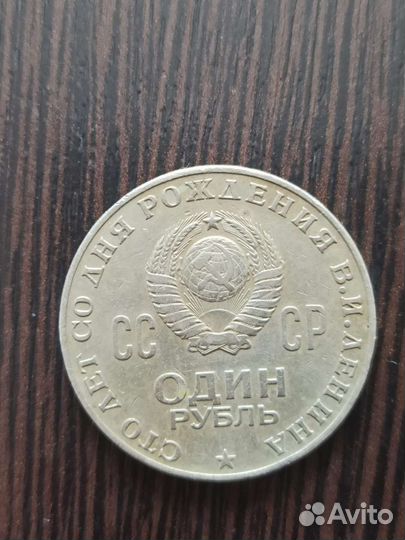 СТО ЛЕТ СО ДНЯ РОЖДЕНИЯ В.И.ЛЕНИНА
СС СР
ОДИН
РУБЛЬ
Avito